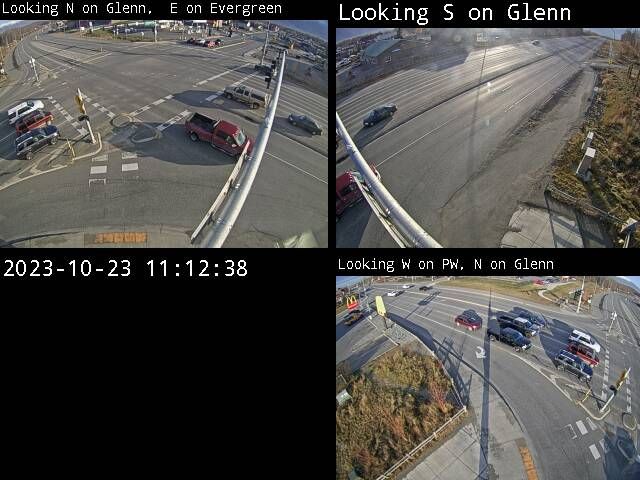 Looking N on Glenn,  E on Evergreen
Looking S on Glenn
2023-10-23 11:12:38
Looking W on PW, N on Glenn